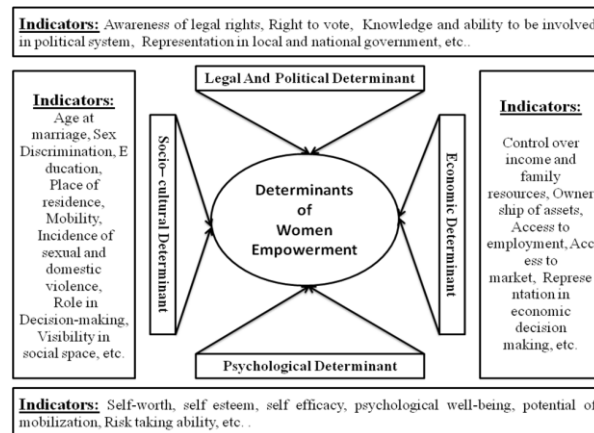 Indicators: Awareness of legal rights, Right to vote, Knowledge and ability to be involved
in political system, Representation in local and national government, etc..
Legal And Political Determinant
Indicators:
Age at
marriage, Sex
Discrimination, E
ducation,
Place of
residence,
Mobility,
Incidence of
sexual and
domestic
violence,
Role in
Decision-making,
Visibility in
social space, etc.
Socio– cultural Determinant
Determinants
of
Women
Empowerment
Economic Determinant
Indicators:
Control over
income and
family
resources, Owner
ship of assets,
Access to
employment, Acc
ess to
market, Represe
ntation in
economic
decision
making, etc.
Psychological Determinant
Indicators: Self-worth, self esteem, self efficacy, psychological well-being, potential of
mobilization, Risk taking ability, etc. .